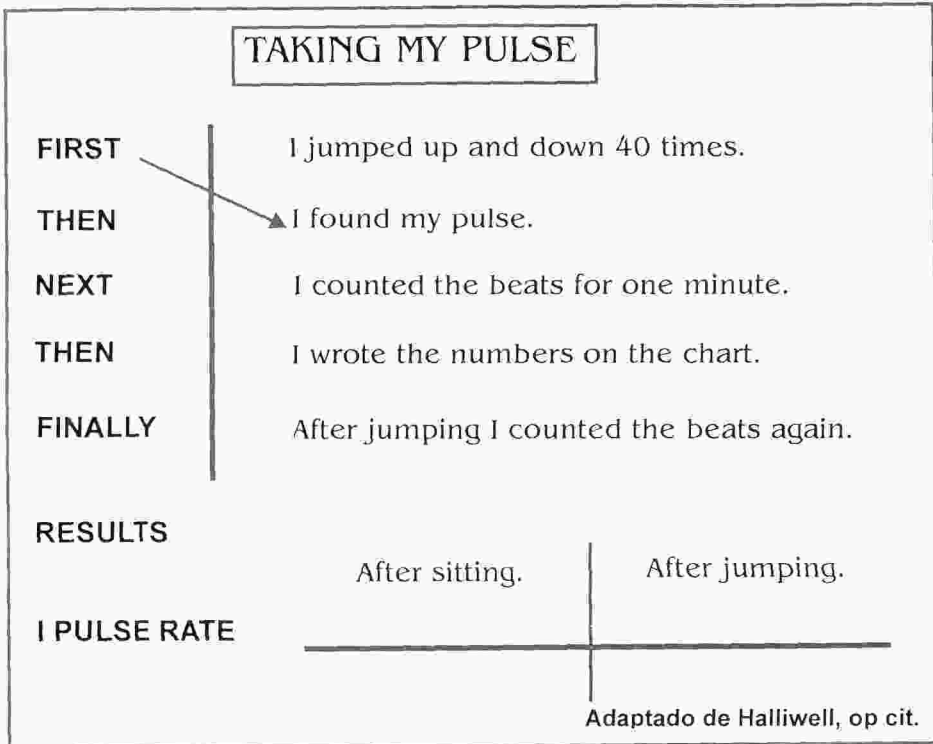 TAKING MY PULSE
FIRST I jumped up and down 40 times.
THEN I found my pulse.
NEXT I counted the beats for one minute.
THEN I wrote the numbers on the chart.
FINALLY After jumping I counted the beats again.
RESULTS
After sitting. After jumping.
I PULSE RATE
Adaptado de Halliwell, op cit.